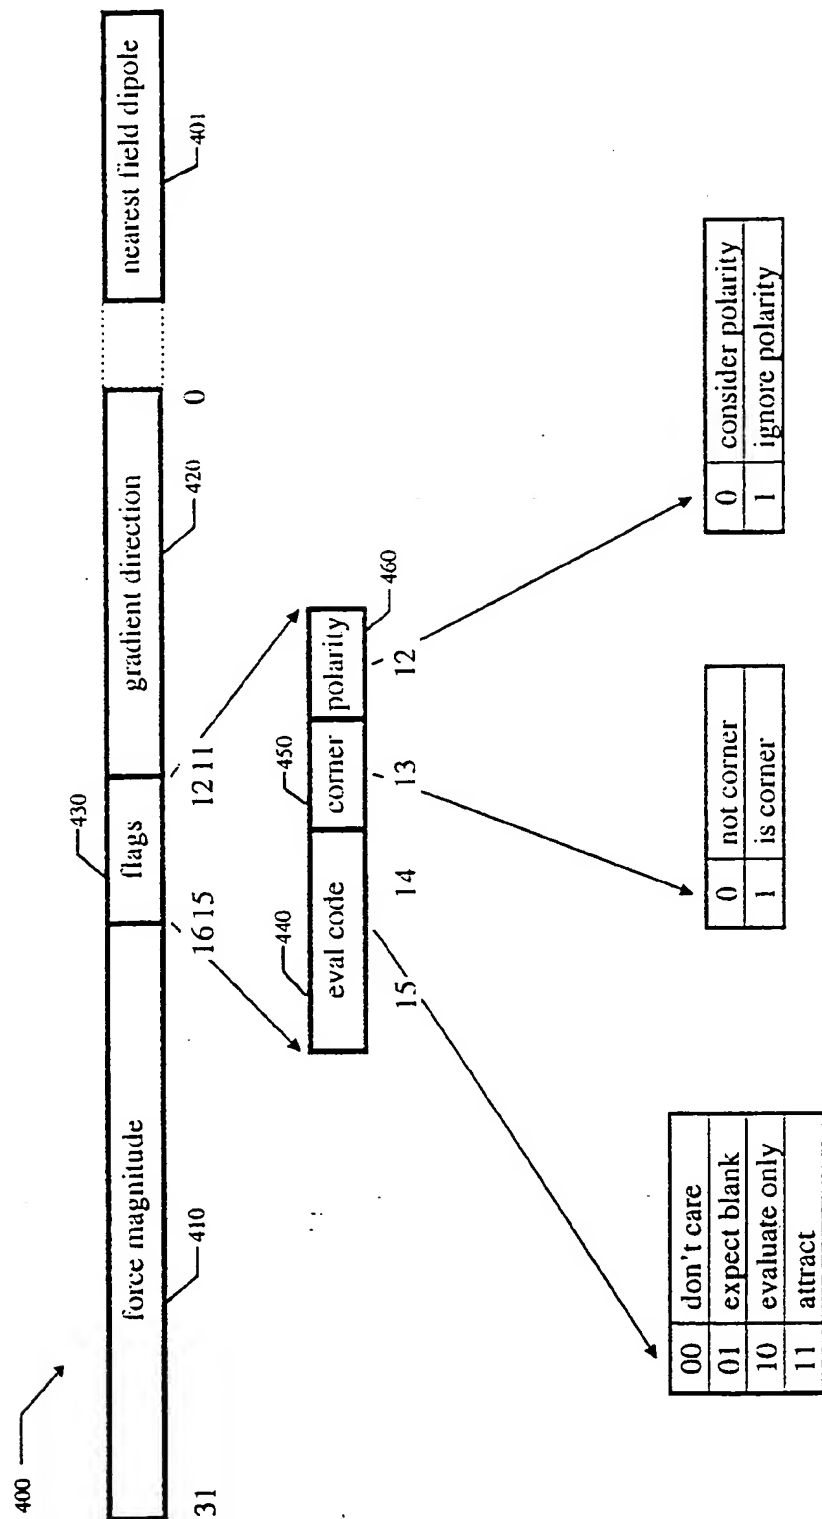 400
force magnitude
flags
gradient direction
nearest field dipole
430
410
420
401
31
16 15
12 11
0
eval code
corner
polarity
440
450
460
15
14
13
12
00 don't care
01 expect blank
10 evaluate only
11 attract
0 not corner
1 is corner
0 consider polarity
1 ignore polarity